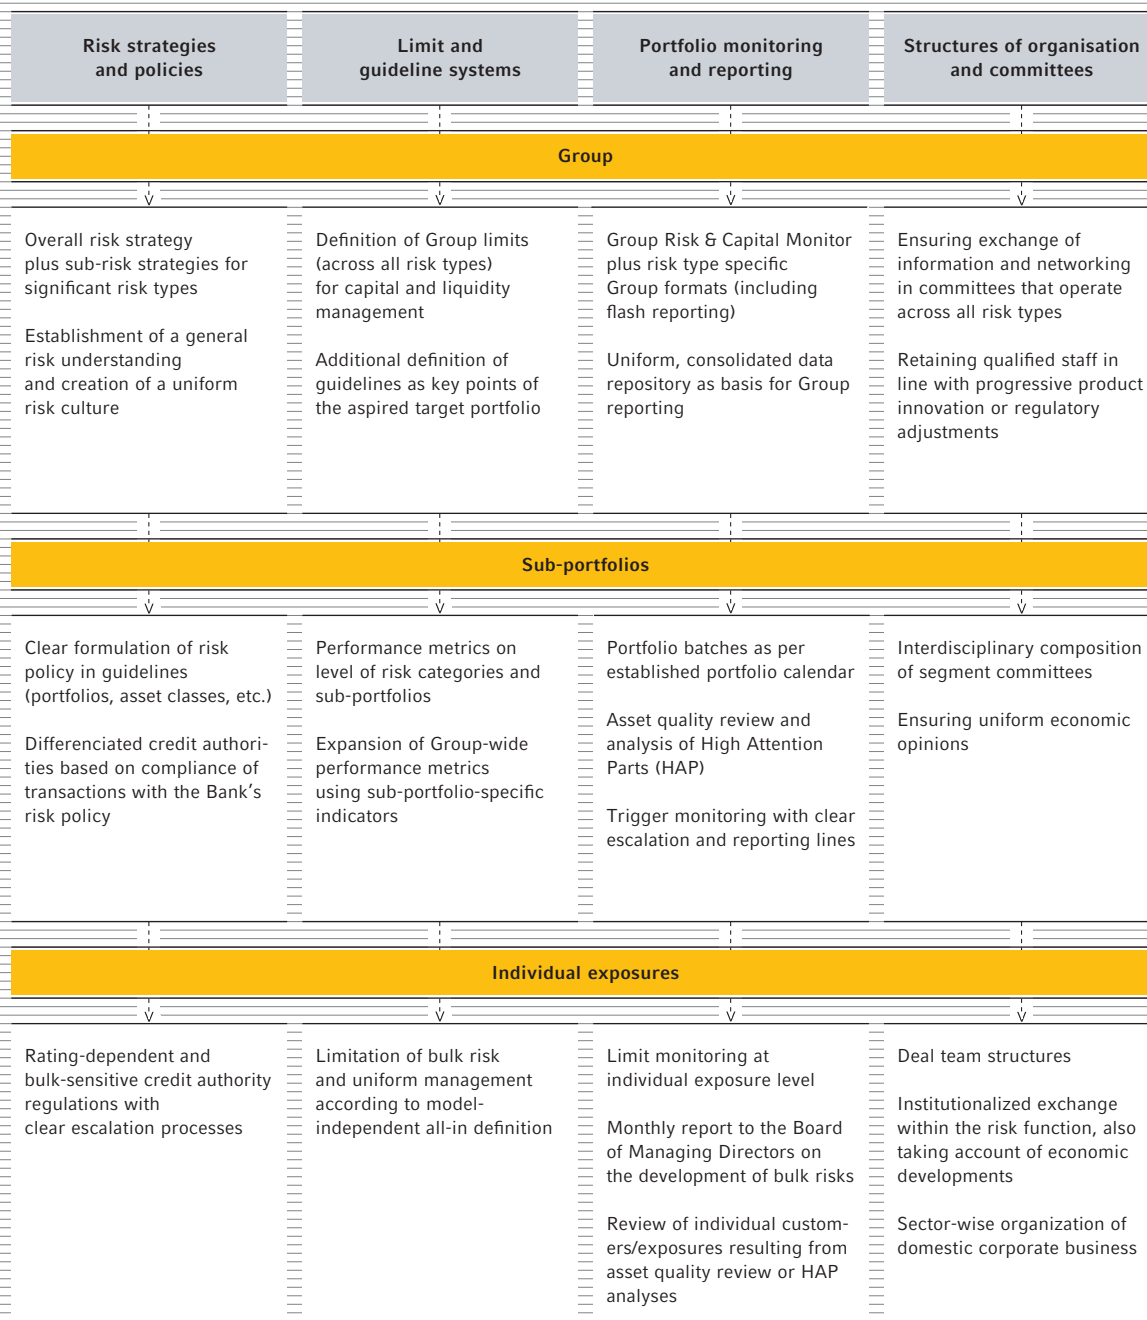 Risk strategies
and policies
Limit and
guideline systems
Portfolio monitoring
and reporting
Structures of organisation
and committees
Group
Overall risk strategy
plus sub-risk strategies for
significant risk types
Establishment of a general
risk understanding
and creation of a uniform
risk culture
Definition of Group limits
(across all risk types)
for capital and liquidity
management
Additional definition of
guidelines as key points of
the aspired target portfolio
Group Risk & Capital Monitor
plus risk type specific
Group formats (including
flash reporting)
Uniform, consolidated data
repository as basis for Group
reporting
Ensuring exchange of
information and networking
in committees that operate
across all risk types
Retaining qualified staff in
line with progressive product
innovation or regulatory
adjustments
Sub-portfolios
Clear formulation of risk
policy in guidelines
(portfolios, asset classes, etc.)
Differenciated credit authori-
ties based on compliance of
transactions with the Bank’s
risk policy
Performance metrics on
level of risk categories and
sub-portfolios
Expansion of Group-wide
performance metrics
using sub-portfolio-specific
indicators
Portfolio batches as per
established portfolio calendar
Asset quality review and
analysis of High Attention
Parts (HAP)
Trigger monitoring with clear
escalation and reporting lines
Interdisciplinary composition
of segment committees
Ensuring uniform economic
opinions
Individual exposures
Rating-dependent and
bulk-sensitive credit authority
regulations with
clear escalation processes
Limitation of bulk risk
and uniform management
according to model-
independent all-in definition
Limit monitoring at
individual exposure level
Monthly report to the Board
of Managing Directors on
the development of bulk risks
Review of individual custom-
ers/exposures resulting from
asset quality review or HAP
analyses
Deal team structures
Institutionalized exchange
within the risk function, also
taking account of economic
developments
Sector-wise organization of
domestic corporate business